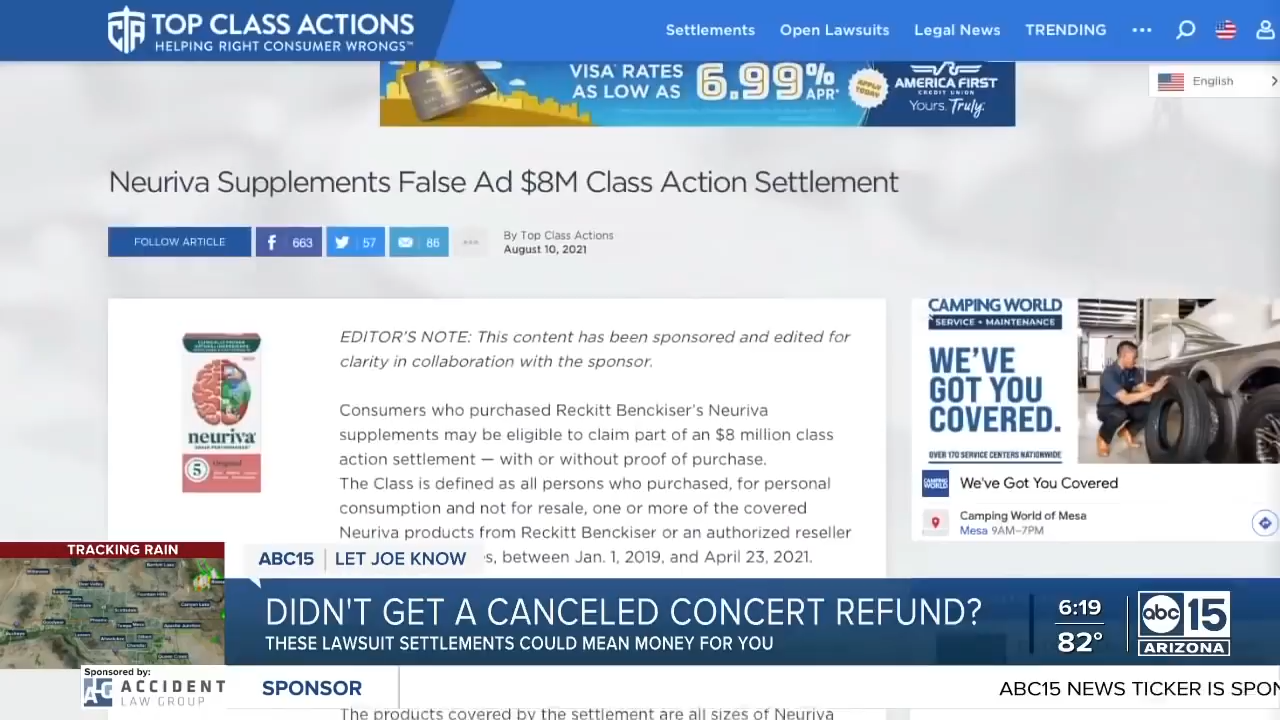 TOP CLASS ACTIONS
HELPING RIGHT CONSUMER WRONGS™
Settlements
Open Lawsuits
Legal News
TRENDING
English
VISA® RATES
AS LOW AS
6.99%
APR*
APPLY TODAY
AMERICA FIRST
CREDIT UNION
Yours. Truly.
Neuriva Supplements False Ad $8M Class Action Settlement
FOLLOW ARTICLE
663
57
86
By Top Class Actions
August 10, 2021
neuriva
5
Original
EDITOR'S NOTE: This content has been sponsored and edited for
clarity in collaboration with the sponsor.
Consumers who purchased Reckitt Benckiser's Neuriva
supplements may be eligible to claim part of an $8 million class
action settlement — with or without proof of purchase.
The Class is defined as all persons who purchased, for personal
consumption and not for resale, one or more of the covered
Neuriva products from Reckitt Benckiser or an authorized reseller
s, between Jan. 1, 2019, and April 23, 2021.
The products covered by the settlement are all sizes of Neuriva
CAMPING WORLD
SERVICE • MAINTENANCE
WE'VE
GOT YOU
COVERED.
OVER 170 SERVICE CENTERS NATIONWIDE
CAMPING WORLD
We've Got You Covered
Camping World of Mesa
Mesa 9AM–7PM
TRACKING RAIN
ABC15
LET JOE KNOW
DIDN'T GET A CANCELED CONCERT REFUND?
THESE LAWSUIT SETTLEMENTS COULD MEAN MONEY FOR YOU
6:19
82°
abc 15
ARIZONA
Sponsored by:
ALG
ACCIDENT
LAW GROUP
SPONSOR
ABC15 NEWS TICKER IS SPON